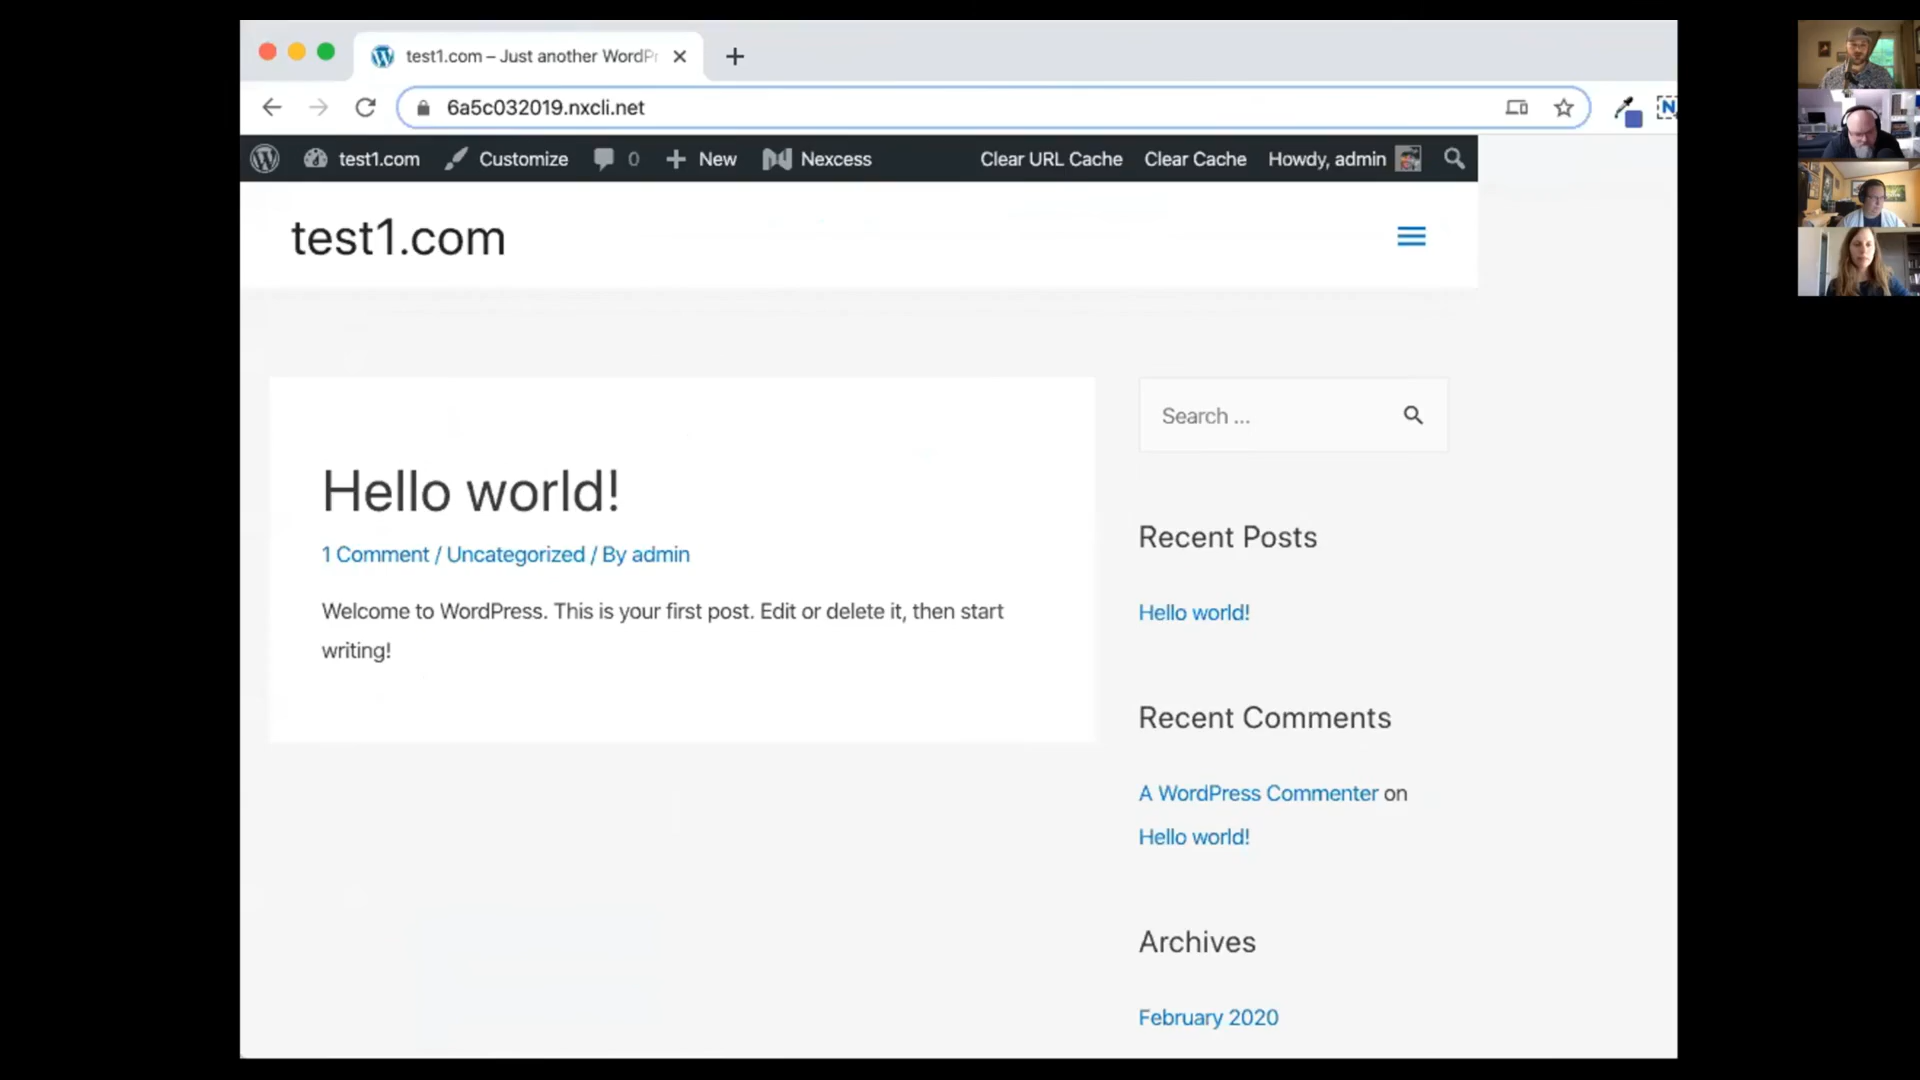 test1.com – Just another WordPr
6a5c032019.nxcli.net
test1.com Customize 0 New Nexcess Clear URL Cache Clear Cache Howdy, admin
test1.com
Search ...
Hello world!
1 Comment / Uncategorized / By admin
Welcome to WordPress. This is your first post. Edit or delete it, then start
writing!
Recent Posts
Hello world!
Recent Comments
A WordPress Commenter on
Hello world!
Archives
February 2020